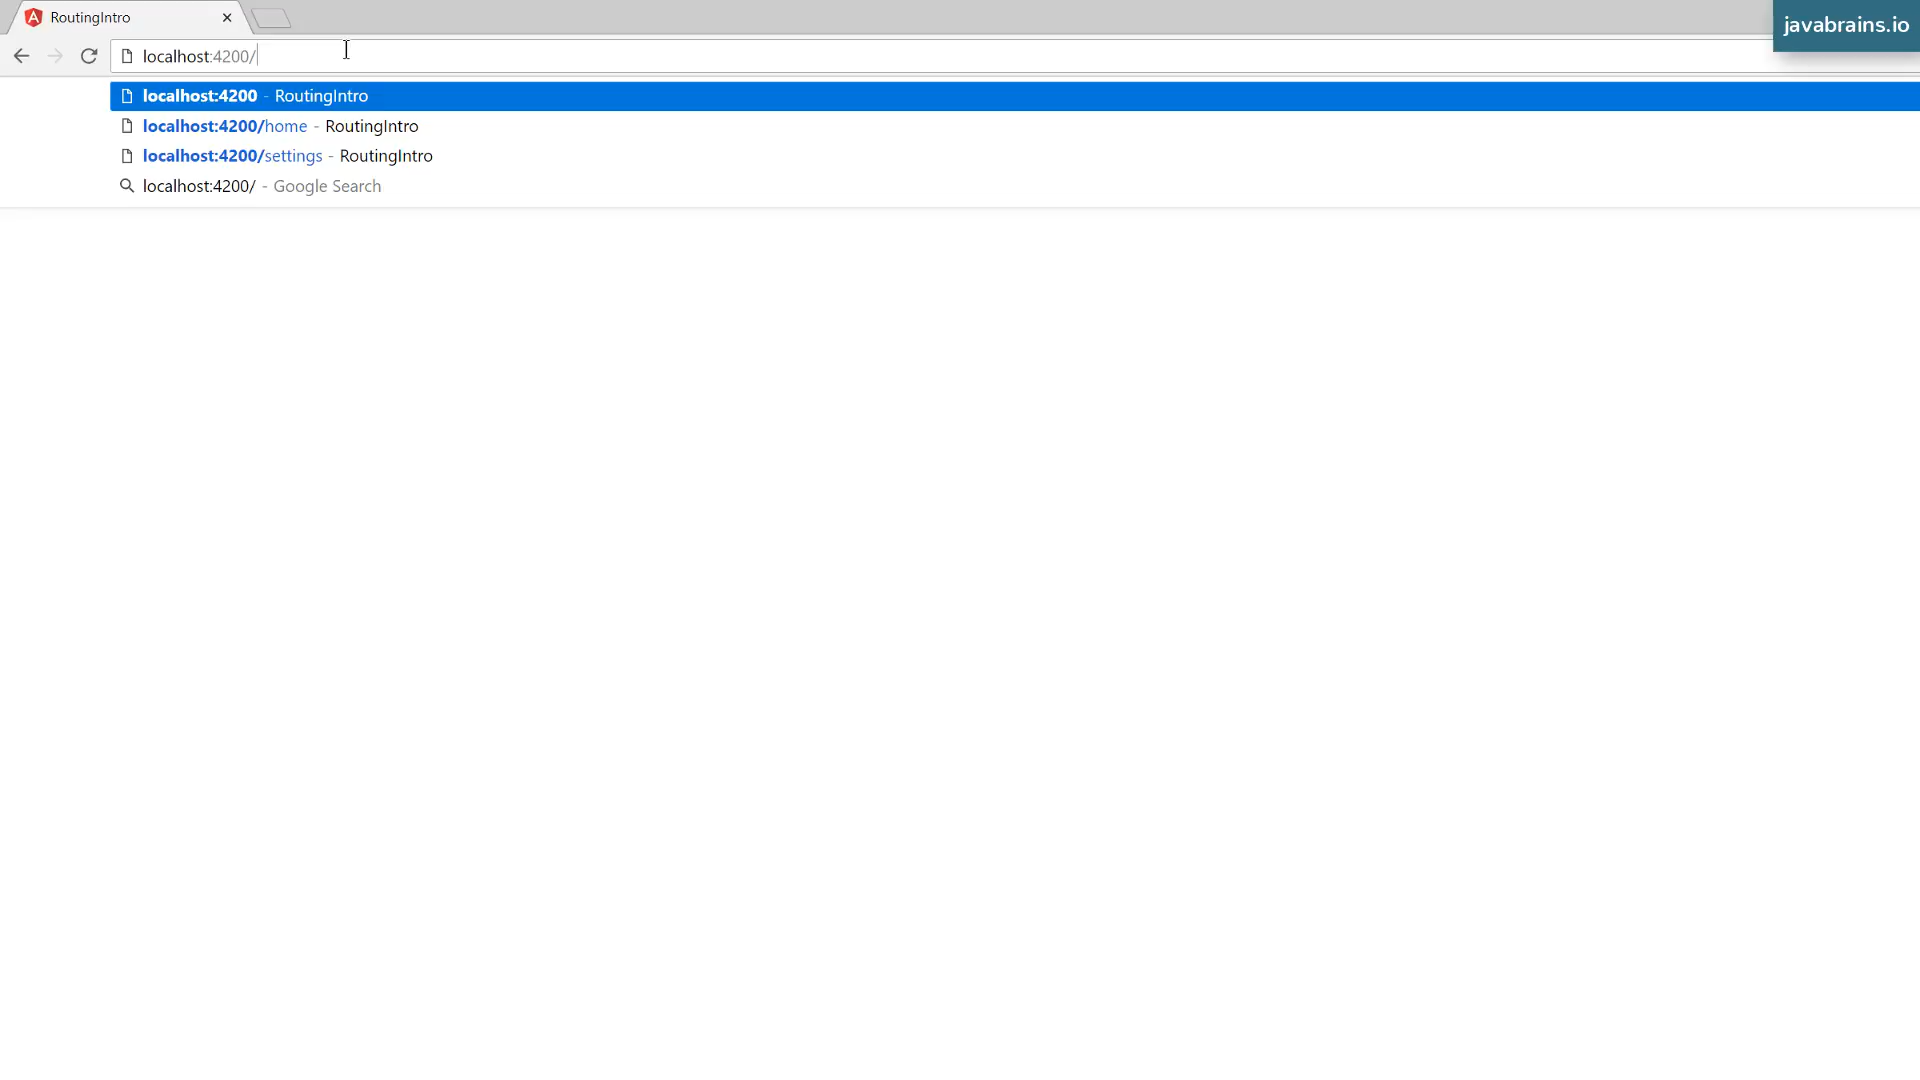 RoutingIntro
javabrains.io
localhost:4200/
localhost:4200 - RoutingIntro
localhost:4200/home - RoutingIntro
localhost:4200/settings - RoutingIntro
localhost:4200/ - Google Search